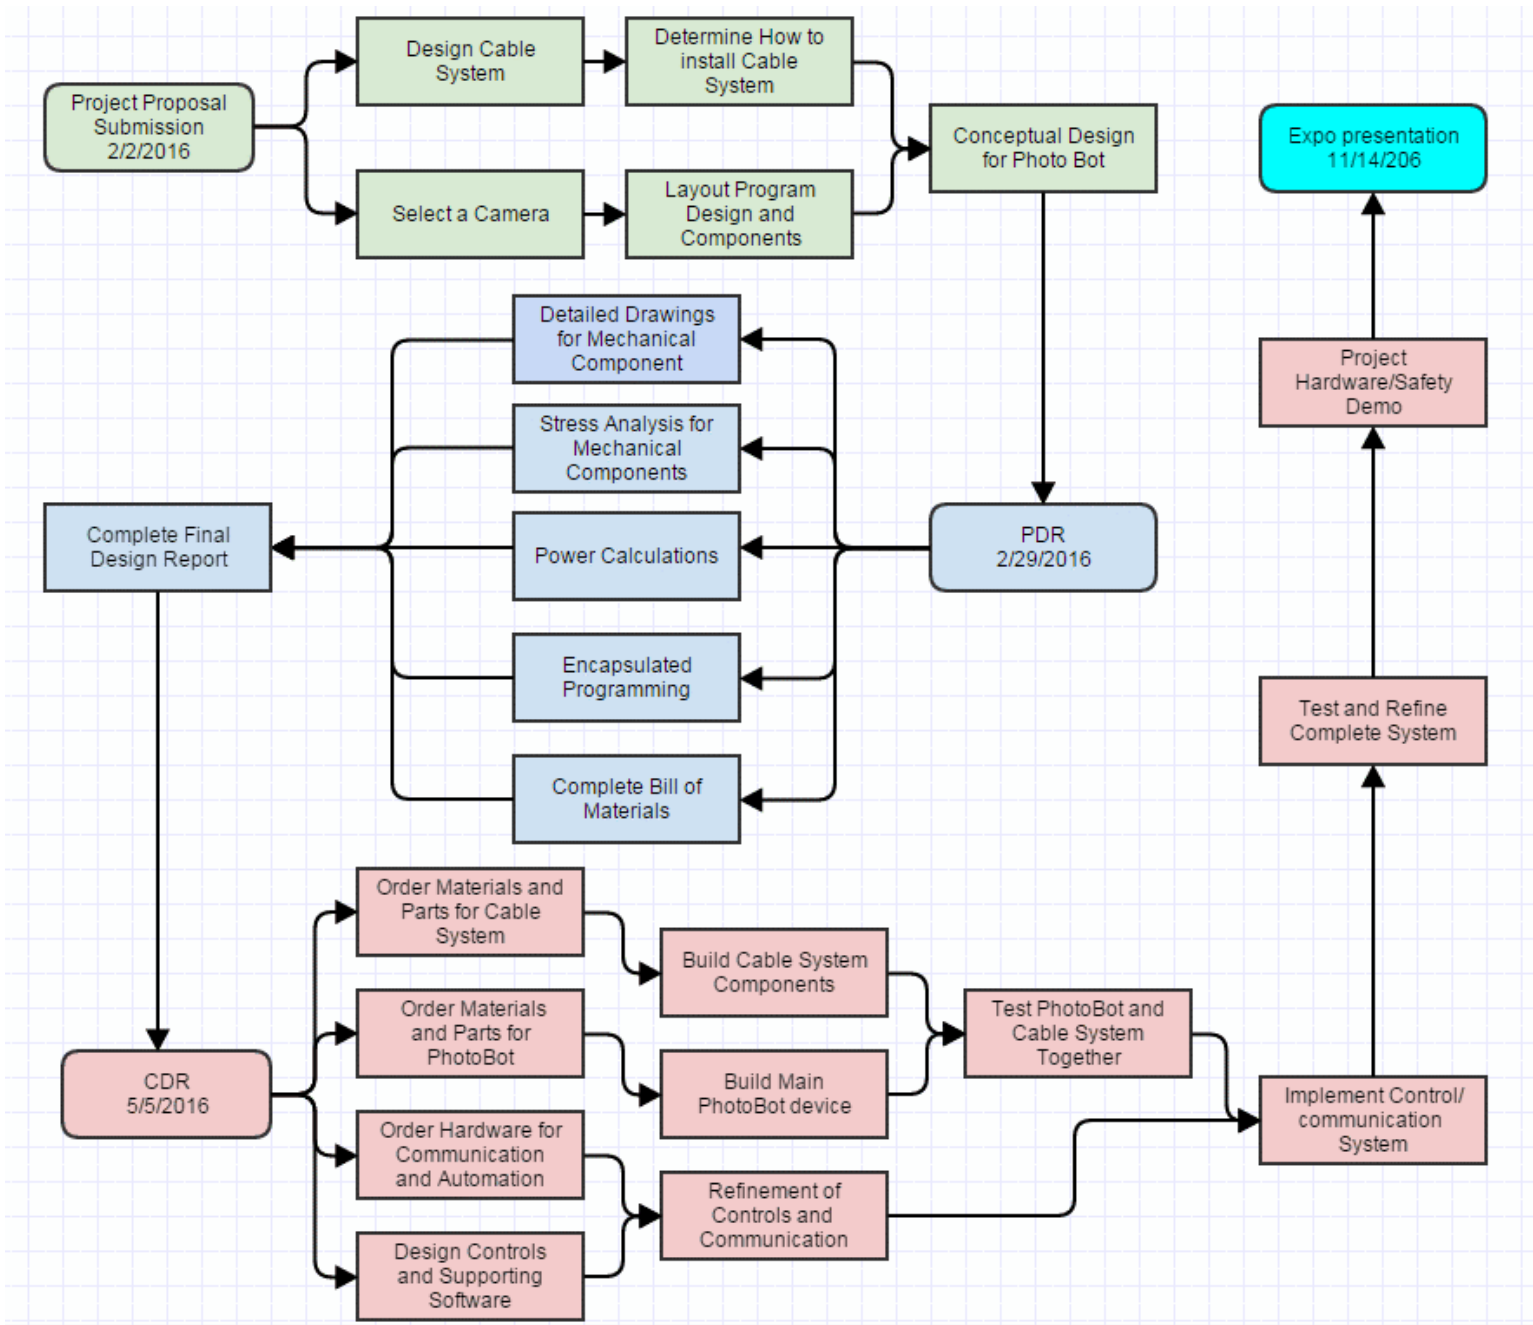 Project Proposal
Submission
2/2/2016
Design Cable
System
Determine How to
install Cable
System
Select a Camera
Layout Program
Design and
Components
Conceptual Design
for Photo Bot
Expo presentation
11/14/206
Detailed Drawings
for Mechanical
Component
Stress Analysis for
Mechanical
Components
Power Calculations
Encapsulated
Programming
Complete Bill of
Materials
PDR
2/29/2016
Complete Final
Design Report
Project
Hardware/Safety
Demo
Test and Refine
Complete System
CDR
5/5/2016
Order Materials and
Parts for Cable
System
Order Materials
and Parts for
PhotoBot
Order Hardware for
Communication
and Automation
Design Controls
and Supporting
Software
Build Cable System
Components
Build Main
PhotoBot device
Refinement of
Controls and
Communication
Test PhotoBot and
Cable System
Together
Implement Control/
communication
System